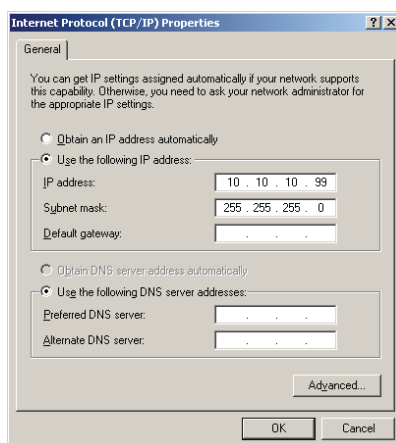 Internet Protocol (TCP/IP) Properties
General
You can get IP settings assigned automatically if your network supports
this capability. Otherwise, you need to ask your network administrator for
the appropriate IP settings.
Obtain an IP address automatically
Use the following IP address:
IP address: 10 . 10 . 10 . 99
Subnet mask: 255 . 255 . 255 . 0
Default gateway: . . .
Obtain DNS server address automatically
Use the following DNS server addresses:
Preferred DNS server: . . .
Alternate DNS server: . . .
Advanced...
OK Cancel